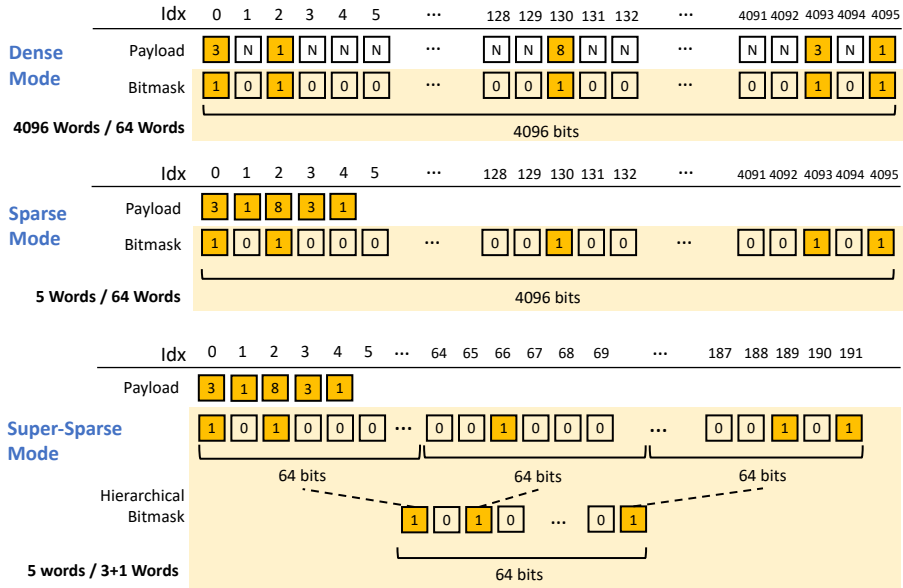 Idx 0 1 2 3 4 5 ... 128 129 130 131 132 ... 4091 4092 4093 4094 4095
Dense Mode
Payload 3 N 1 N N N ... N N 8 N N ... N N 3 N 1
Bitmask 1 0 1 0 0 0 ... 0 0 1 0 0 ... 0 0 1 0 1
4096 Words / 64 Words
4096 bits
Idx 0 1 2 3 4 5 ... 128 129 130 131 132 ... 4091 4092 4093 4094 4095
Sparse Mode
Payload 3 1 8 3 1
Bitmask 1 0 1 0 0 0 ... 0 0 1 0 0 ... 0 0 1 0 1
5 Words / 64 Words
4096 bits
Idx 0 1 2 3 4 5 ... 64 65 66 67 68 69 ... 187 188 189 190 191
Payload 3 1 8 3 1
Super-Sparse
Mode
1 0 1 0 0 0 ... 0 0 1 0 0 0 ... 0 0 1 0 1
64 bits 64 bits 64 bits
Hierarchical
Bitmask
1 0 1 0 ... 0 1
5 words / 3+1 Words
64 bits